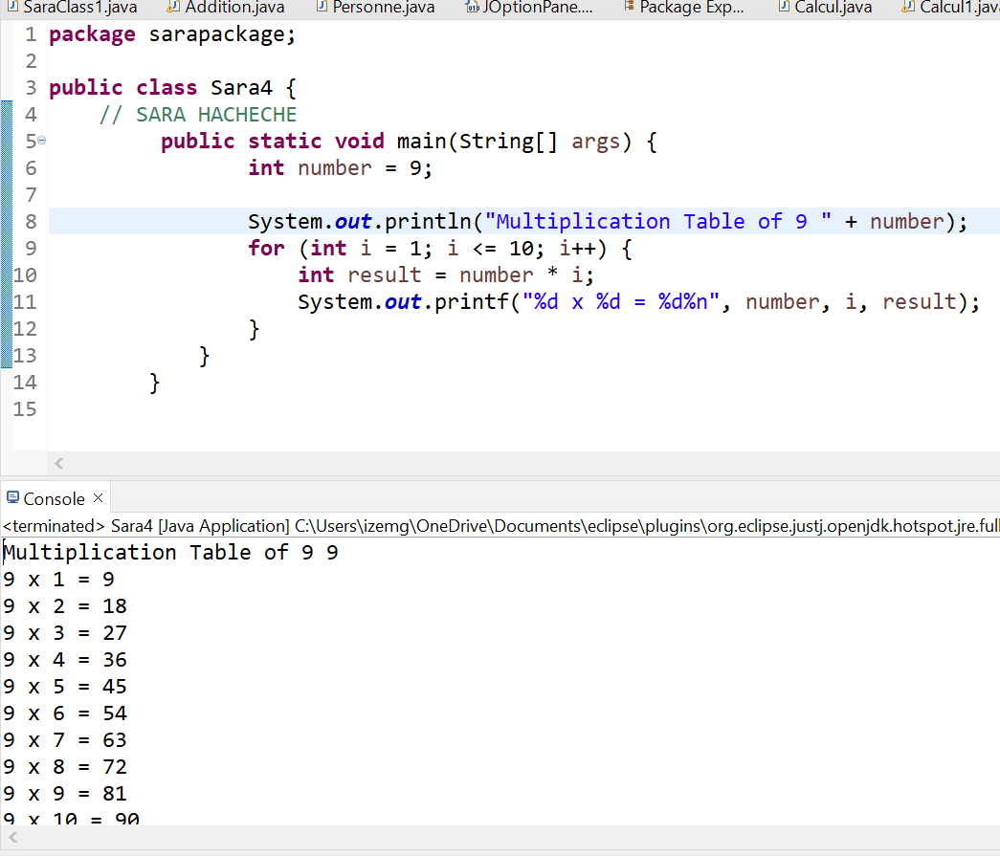 SaraClass1.java Addition.java Personne.java JOptionPane.... Package Exp... Calcul.java Calcul1.jav
1 package sarapackage;
2
3 public class Sara4 {
4 // SARA HACHECHE
5 public static void main(String[] args) {
6 int number = 9;
7
8 System.out.println("Multiplication Table of 9 " + number);
9 for (int i = 1; i <= 10; i++) {
10 int result = number * i;
11 System.out.printf("%d x %d = %d%n", number, i, result);
12 }
13 }
14 }
15
Console
<terminated> Sara4 [Java Application] C:\Users\izemg\OneDrive\Documents\eclipse\plugins\org.eclipse.justj.openjdk.hotspot.jre.full
Multiplication Table of 9 9
9 x 1 = 9
9 x 2 = 18
9 x 3 = 27
9 x 4 = 36
9 x 5 = 45
9 x 6 = 54
9 x 7 = 63
9 x 8 = 72
9 x 9 = 81
9 x 10 = 90